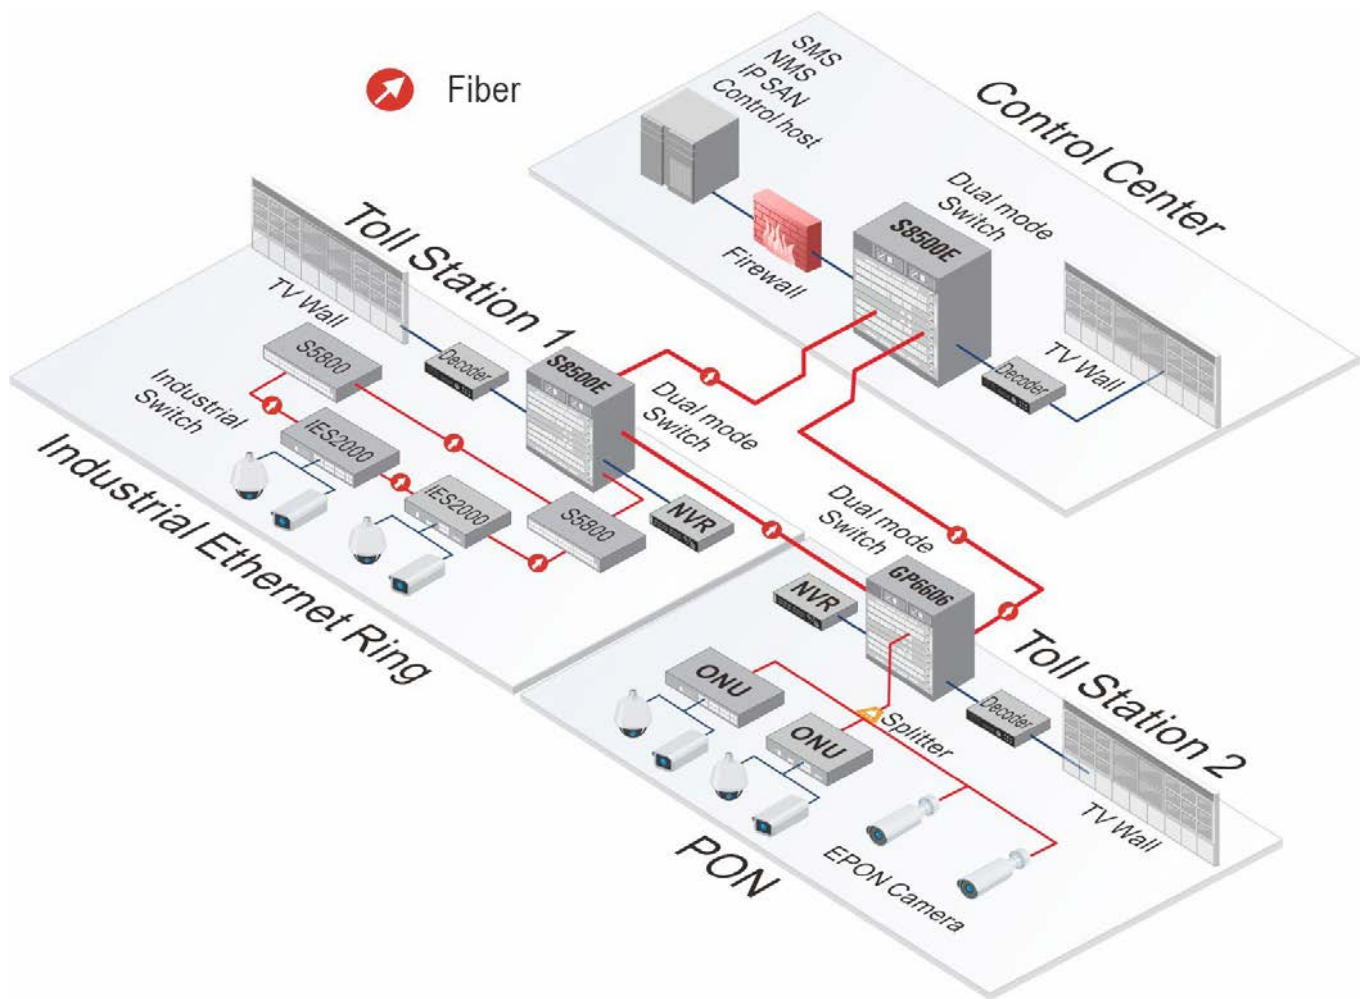 Fiber
SMS
NMS
IP SAN
Control host
Control Center
Dual mode
Switch
S8500E
Firewall
Decoder
TV Wall
Toll Station 1
TV Wall
S5800
Decoder
S8500E
Dual mode
Switch
Industrial
Switch
IES2000
IES2000
S5800
NVR
Industrial Ethernet Ring
Dual mode
Switch
GP6606
NVR
Toll Station 2
ONU
ONU
Splitter
Decoder
TV Wall
EPON Camera
PON